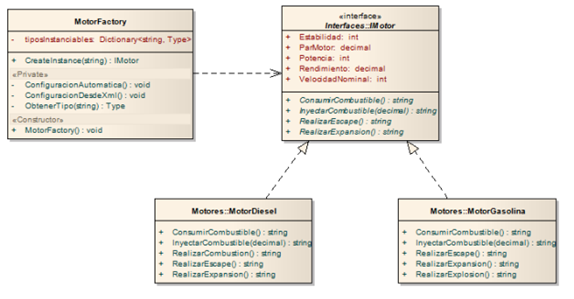 MotorFactory
- tiposInstanciables: Dictionary<string, Type>
+ CreateInstance(string) : IMotor
«Private»
- ConfiguracionAutomatica() : void
- ConfiguracionDesdeXml() : void
- ObtenerTipo(string) : Type
«Constructor»
+ MotorFactory() : void
«interface»
Interfaces::IMotor
+ Estabilidad: int
+ ParMotor: decimal
+ Potencia: int
+ Rendimiento: decimal
+ VelocidadNominal: int
+ ConsumirCombustible() : string
+ InyectarCombustible(decimal) : string
+ RealizarEscape() : string
+ RealizarExpansion() : string
Motores::MotorDiesel
+ ConsumirCombustible() : string
+ InyectarCombustible(decimal) : string
+ RealizarCombustion() : string
+ RealizarEscape() : string
+ RealizarExpansion() : string
Motores::MotorGasolina
+ ConsumirCombustible() : string
+ InyectarCombustible(decimal) : string
+ RealizarEscape() : string
+ RealizarExpansion() : string
+ RealizarExplosion() : string